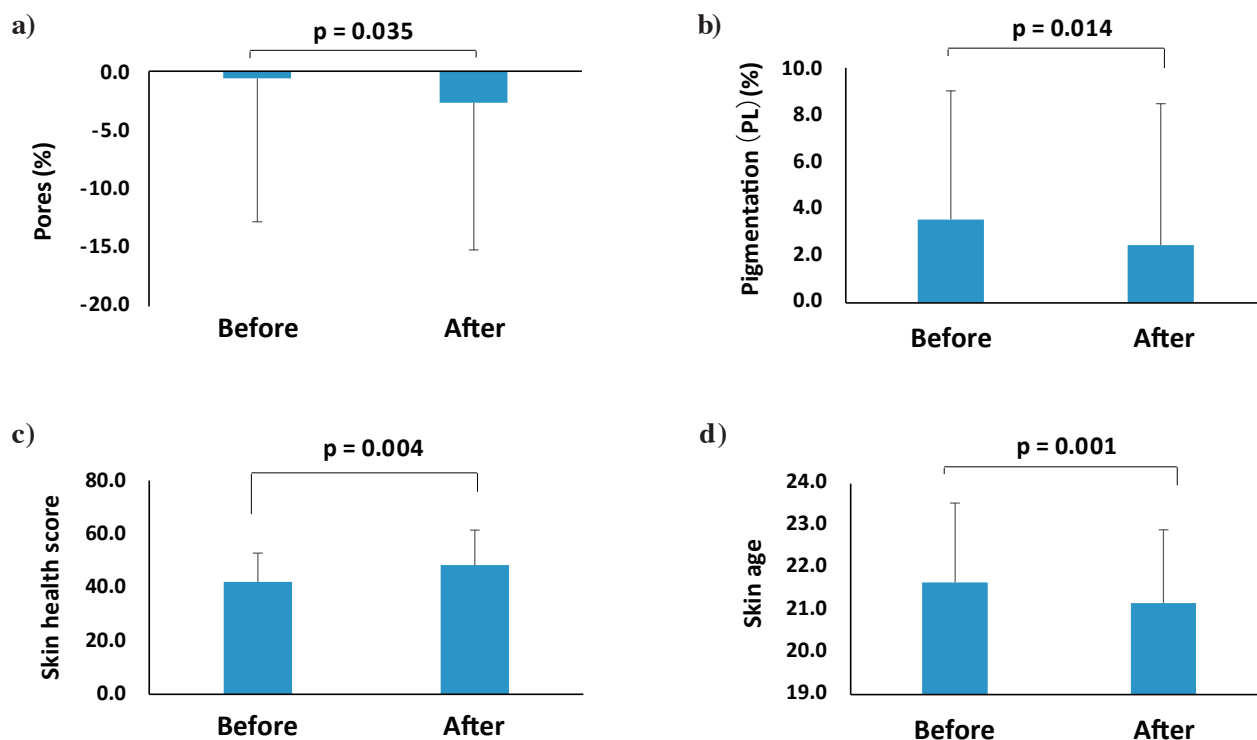 a)
p = 0.035
0.0
-5.0
-10.0
-15.0
-20.0
Pores (%)
Before
After
b)
p = 0.014
10.0
8.0
6.0
4.0
2.0
0.0
Pigmentation（PL）(%)
Before
After
c)
p = 0.004
80.0
60.0
40.0
20.0
0.0
Skin health score
Before
After
d)
p = 0.001
24.0
23.0
22.0
21.0
20.0
19.0
Skin age
Before
After